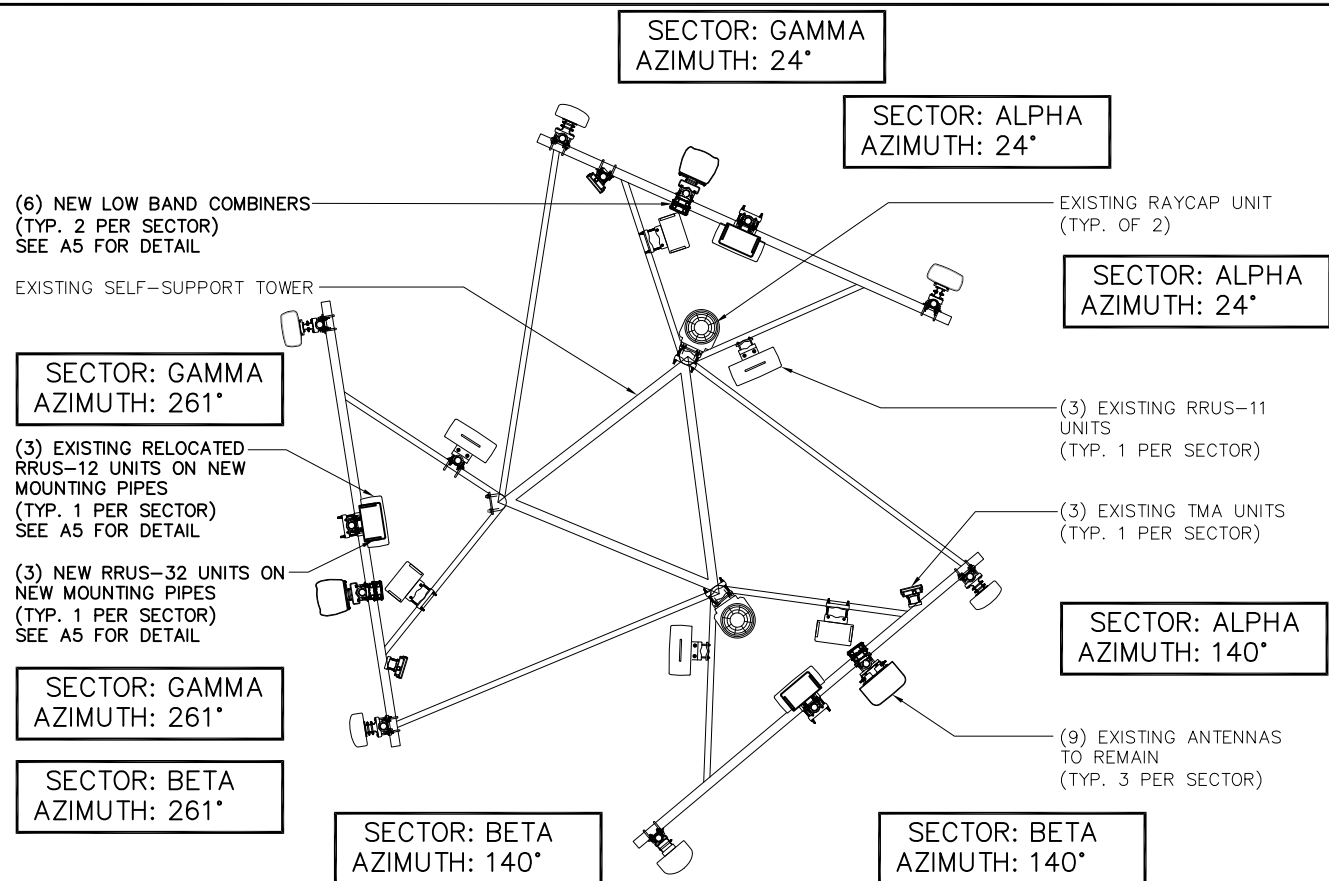 SECTOR: GAMMA
AZIMUTH: 24°
SECTOR: ALPHA
AZIMUTH: 24°
(6) NEW LOW BAND COMBINERS
(TYP. 2 PER SECTOR)
SEE A5 FOR DETAIL
EXISTING RAYCAP UNIT
(TYP. OF 2)
EXISTING SELF-SUPPORT TOWER
SECTOR: ALPHA
AZIMUTH: 24°
SECTOR: GAMMA
AZIMUTH: 261°
(3) EXISTING RRUS-11
UNITS
(TYP. 1 PER SECTOR)
(3) EXISTING RELOCATED
RRUS-12 UNITS ON NEW
MOUNTING PIPES
(TYP. 1 PER SECTOR)
SEE A5 FOR DETAIL
(3) EXISTING TMA UNITS
(TYP. 1 PER SECTOR)
(3) NEW RRUS-32 UNITS ON
NEW MOUNTING PIPES
(TYP. 1 PER SECTOR)
SEE A5 FOR DETAIL
SECTOR: ALPHA
AZIMUTH: 140°
SECTOR: GAMMA
AZIMUTH: 261°
(9) EXISTING ANTENNAS
TO REMAIN
(TYP. 3 PER SECTOR)
SECTOR: BETA
AZIMUTH: 261°
SECTOR: BETA
AZIMUTH: 140°
SECTOR: BETA
AZIMUTH: 140°